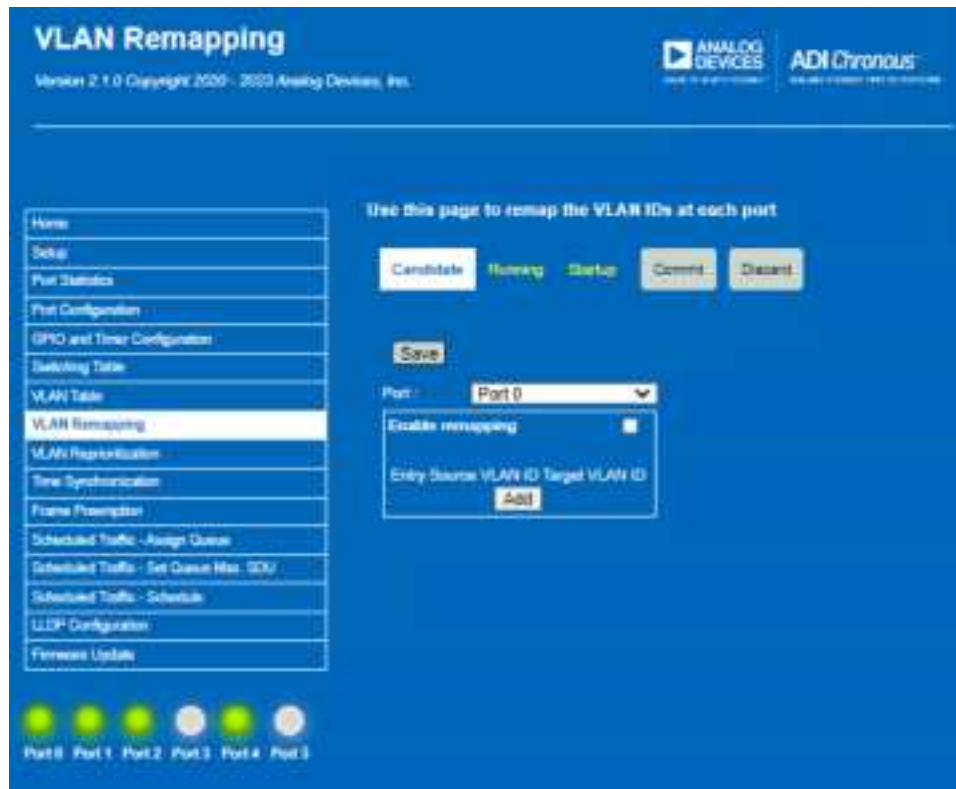 VLAN Remapping
Version 2.1.0 Copyright 2020 - 2023 Analog Devices, Inc.
ANALOG
DEVICES
ADI Chronous
Use this page to remap the VLAN IDs at each port
Candidate Running Startup Commit Discard
Save
Port Port 0
Enable remapping
Entry Source VLAN ID Target VLAN ID
Add
Home
Setup
Port Statistics
Port Configuration
GPIO and Timer Configuration
Switching Table
VLAN Table
VLAN Remapping
VLAN Reprioritization
Time Synchronization
Frame Preemption
Scheduled Traffic - Assign Queue
Scheduled Traffic - Set Queue Max. SDU
Scheduled Traffic - Schedule
LLDP Configuration
Firmware Update
Port 0 Port 1 Port 2 Port 3 Port 4 Port 5